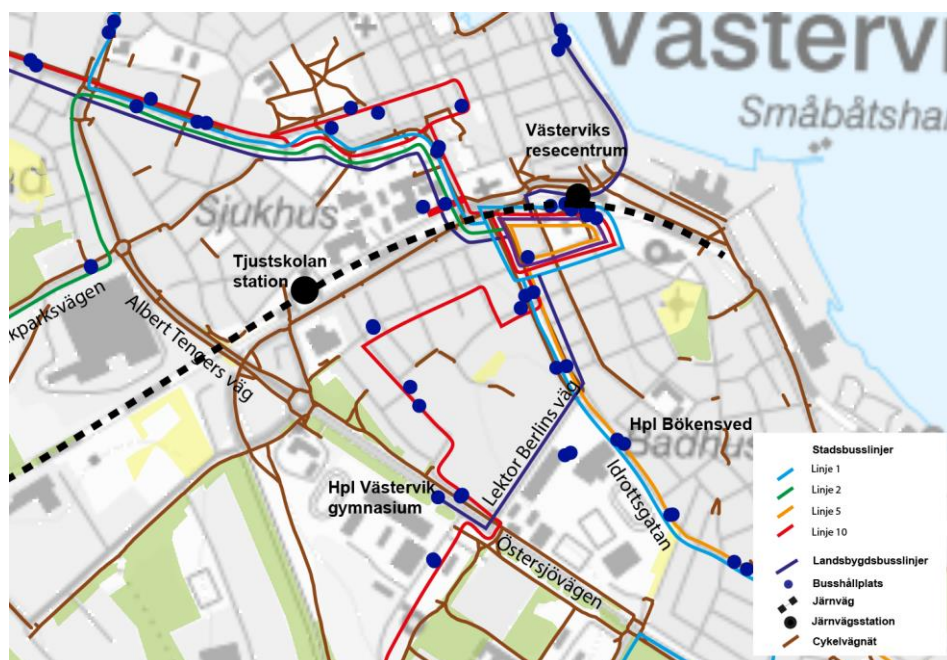 Västervi
Småbåtsha
Västerviks
resecentrum
Sjukhus
Tjustskolan
station
kparksvägen
Albert Tengers väg
Lektor Berlins väg
Hpl Bökensved
Badhus
Idrottsgatan
Hpl Västervik
gymnasium
Östersjövägen
Stadsbusslinjer
Linje 1
Linje 2
Linje 5
Linje 10
Landsbygdsbusslinjer
Busshållplats
Järnväg
Järnvägsstation
Cykelvägnät